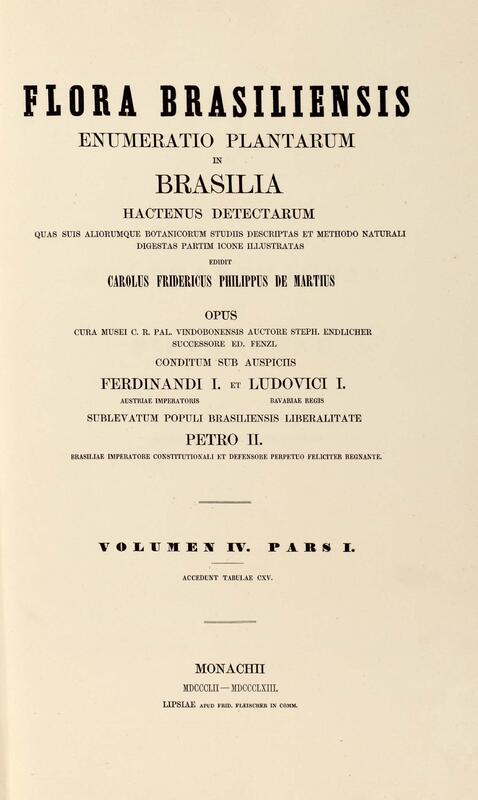 FLORA BRASILIENSIS
ENUMERATIO PLANTARUM
IN
BRASILIA
HACTENUS DETECTARUM
QUAS SUIS ALIORUMQUE BOTANICORUM STUDIIS DESCRIPTAS ET METHODO NATURALI
DIGESTAS PARTIM ICONE ILLUSTRATAS
EDIDIT
CAROLUS FRIDERICUS PHILIPPUS DE MARTIUS
OPUS
CURA MUSEI C. R. PAL. VINDOBONENSIS AUCTORE STEPH. ENDLICHER
SUCCESSORE ED. FENZL
CONDITUM SUB AUSPICIIS
FERDINANDI I. ET LUDOVICI I.
AUSTRIAE IMPERATORIS BAVARIAE REGIS
SUBLEVATUM POPULI BRASILIENSIS LIBERALITATE
PETRO II.
BRASILIAE IMPERATORE CONSTITUTIONALI ET DEFENSORE PERPETUO FELICITER REGNANTE.
VOLUMEN IV. PARS I.
ACCEDUNT TABULAE CXV.
MONACHII
MDCCCLII—MDCCCLXIII.
LIPSIAE APUD FRID. FLEISCHER IN COMM.